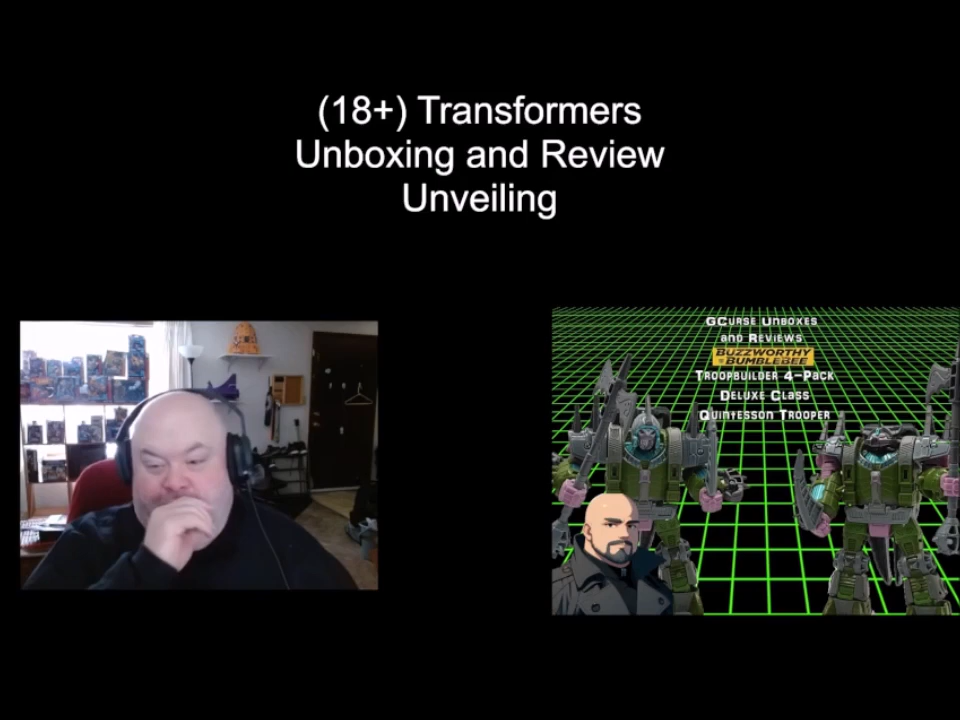 (18+) Transformers
Unboxing and Review
Unveiling
GCurse Unboxes
and Reviews
BUZZWORTHY
BUMBLEBEE
Troopbuilder 4-Pack
Deluxe Class
Quintesson Trooper